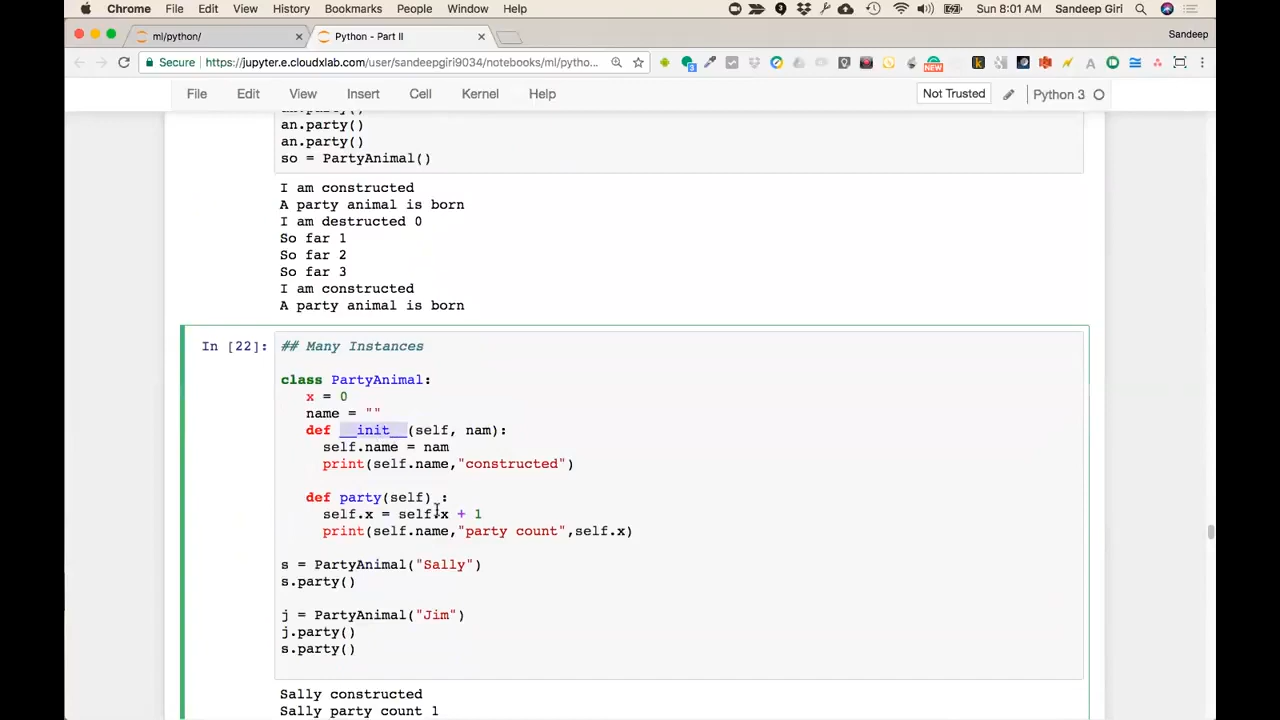 Chrome File Edit View History Bookmarks People Window Help Sun 8:01 AM Sandeep Giri
ml/python/ Python - Part II Sandeep
Secure https://jupyter.e.cloudxlab.com/user/sandeepgiri9034/notebooks/ml/pytho...
File Edit View Insert Cell Kernel Help Not Trusted Python 3
an.party()
an.party()
an.party()
so = PartyAnimal()
I am constructed
A party animal is born
I am destructed 0
So far 1
So far 2
So far 3
I am constructed
A party animal is born
In [22]: ## Many Instances
class PartyAnimal:
x = 0
name = ""
def __init__(self, nam):
self.name = nam
print(self.name,"constructed")
def party(self) :
self.x = self.x + 1
print(self.name,"party count",self.x)
s = PartyAnimal("Sally")
s.party()
j = PartyAnimal("Jim")
j.party()
s.party()
Sally constructed
Sally party count 1